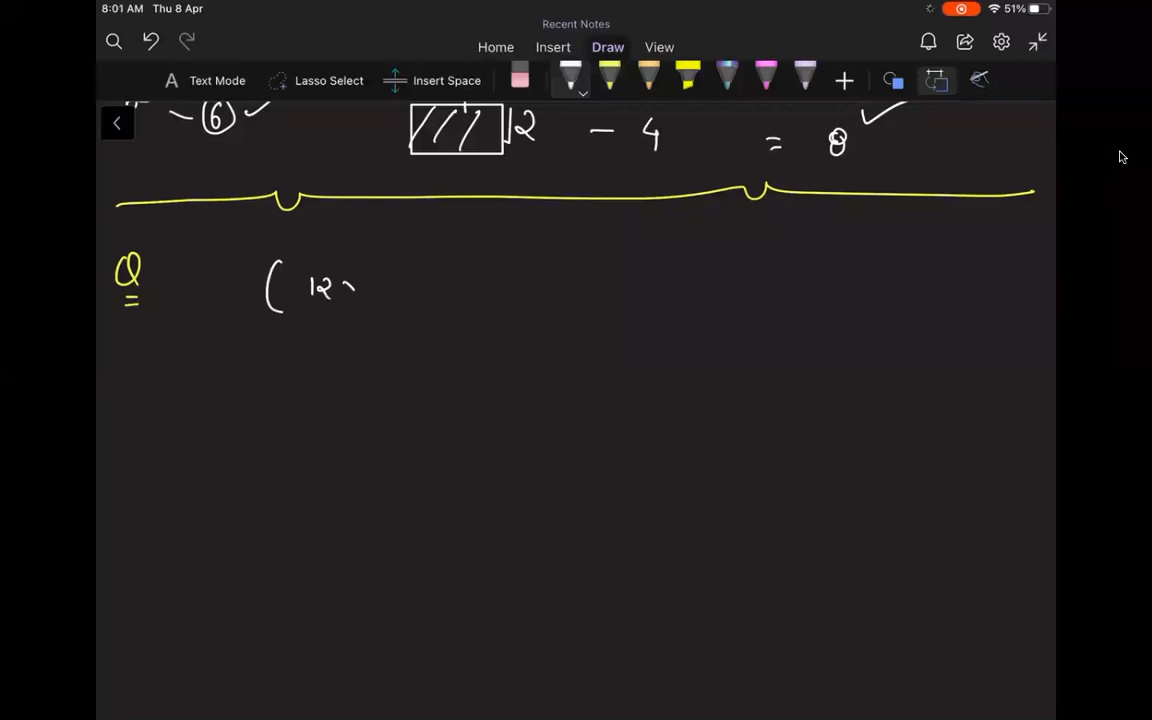 8:01 AM Thu 8 Apr 51%
Recent Notes
Home Insert Draw View
A Text Mode Lasso Select Insert Space
6 12 - 4 = 8
Q
( 12